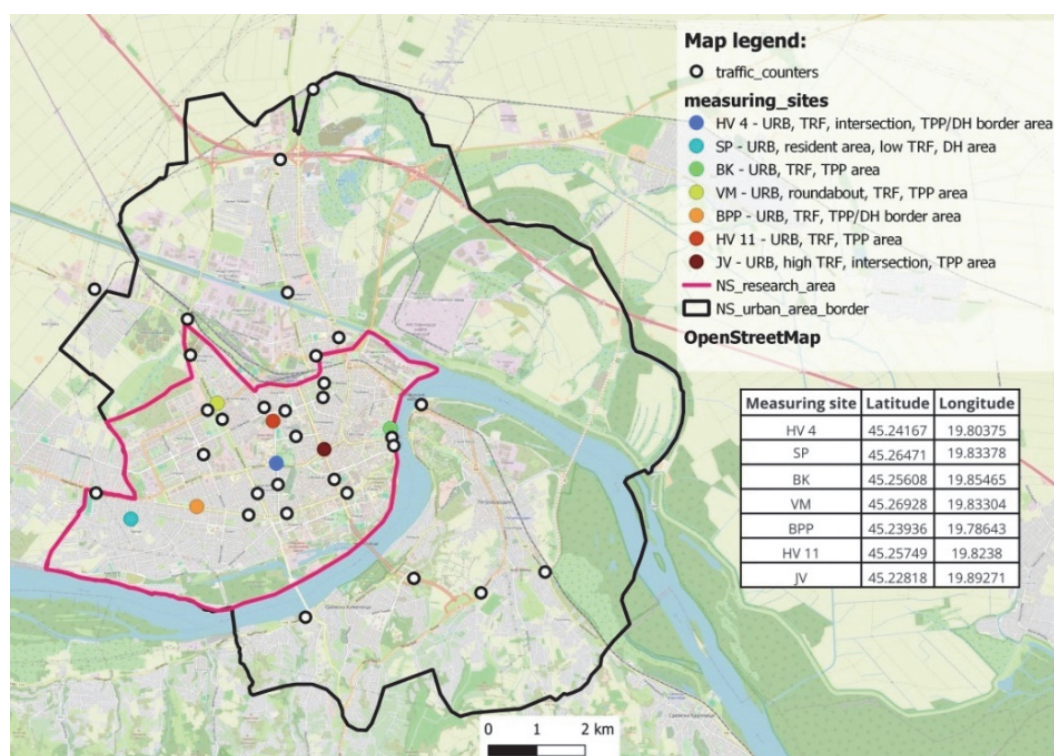 Map legend:
traffic_counters
measuring_sites
HV 4 - URB, TRF, intersection, TPP/DH border area
SP - URB, resident area, low TRF, DH area
BK - URB, TRF, TPP area
VM - URB, roundabout, TRF, TPP area
BPP - URB, TRF, TPP/DH border area
HV 11 - URB, TRF, TPP area
JV - URB, high TRF, intersection, TPP area
NS_research_area
NS_urban_area_border
OpenStreetMap
Measuring site Latitude Longitude
HV 4 45.24167 19.80375
SP 45.26471 19.83378
BK 45.25608 19.85465
VM 45.26928 19.83304
BPP 45.23936 19.78643
HV 11 45.25749 19.8238
JV 45.22818 19.89271
0 1 2 km